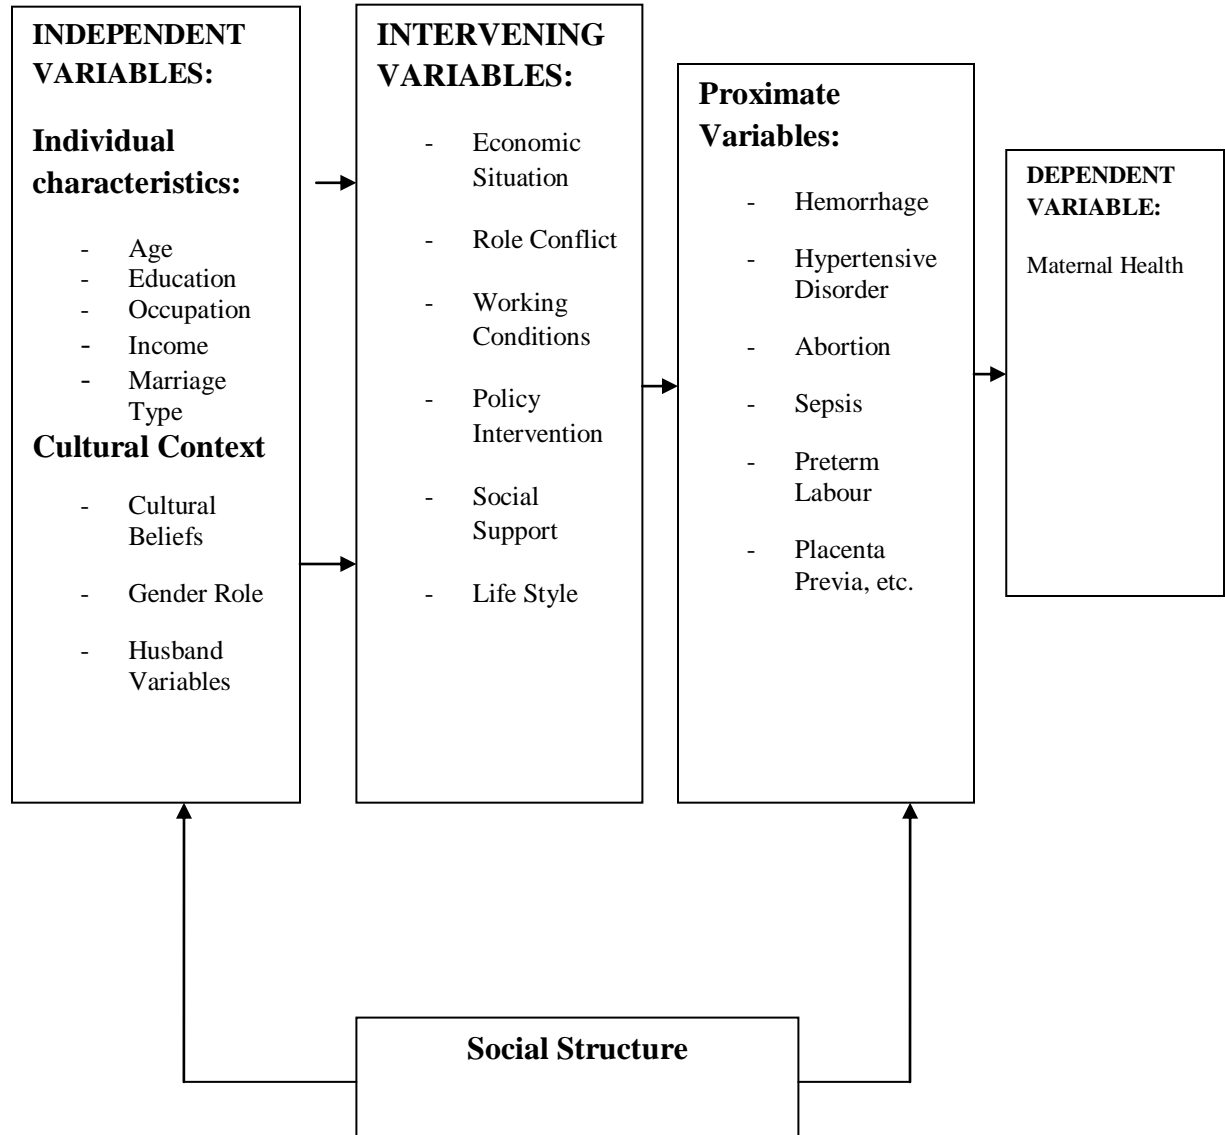 INDEPENDENT
VARIABLES:
Individual
characteristics:
- Age
- Education
- Occupation
- Income
- Marriage
Type
Cultural Context
- Cultural
Beliefs
- Gender Role
- Husband
Variables
INTERVENING
VARIABLES:
- Economic
Situation
- Role Conflict
- Working
Conditions
- Policy
Intervention
- Social
Support
- Life Style
Proximate
Variables:
- Hemorrhage
- Hypertensive
Disorder
- Abortion
- Sepsis
- Preterm
Labour
- Placenta
Previa, etc.
DEPENDENT
VARIABLE:
Maternal Health
Social Structure